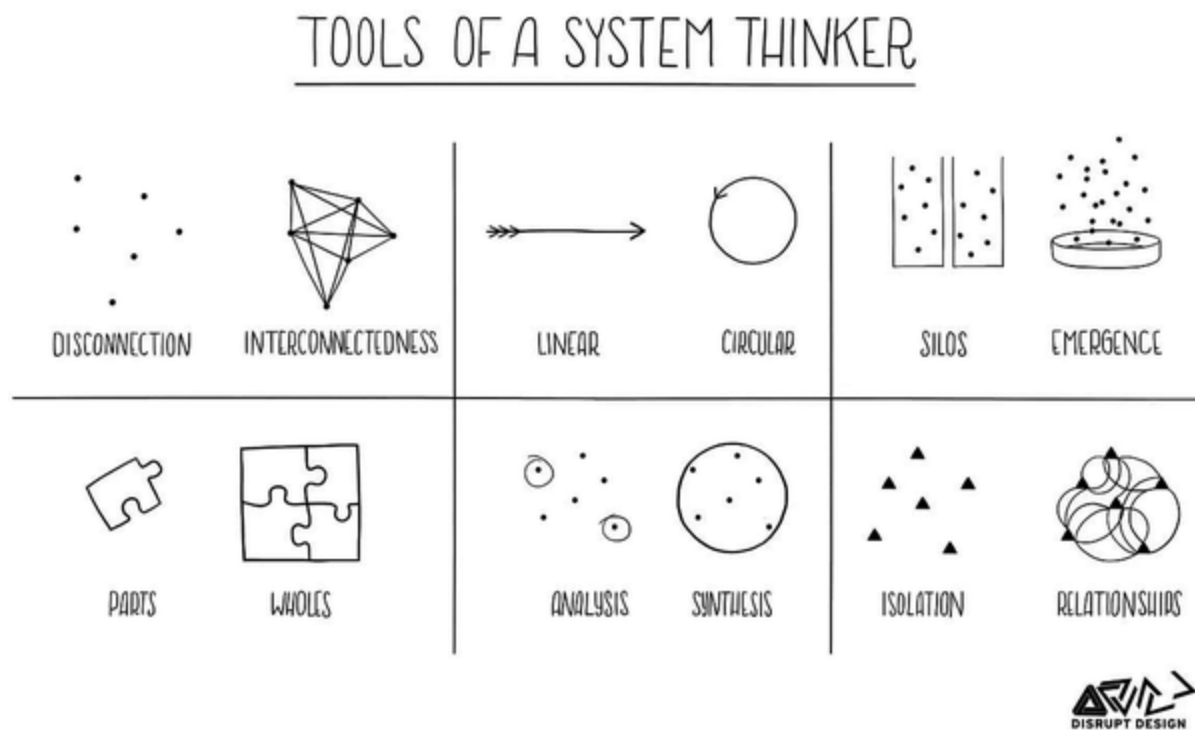 TOOLS OF A SYSTEM THINKER
DISCONNECTION INTERCONNECTEDNESS LINEAR CIRCULAR SILOS EMERGENCE
PARTS WHOLES ANALYSIS SYNTHESIS ISOLATION RELATIONSHIPS
DISRUPT DESIGN